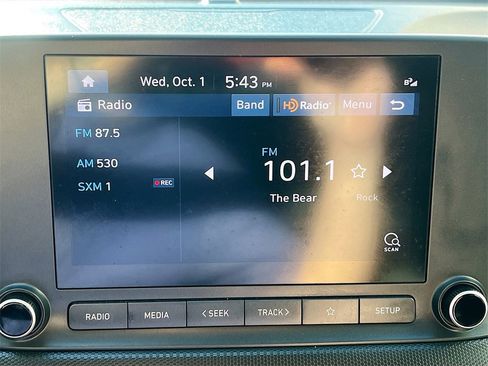 Wed, Oct. 1 5:43 PM
Radio Band HD Radio Menu
FM 87.5
AM 530
SXM 1 REC
FM
101.1
The Bear Rock
SCAN
RADIO MEDIA < SEEK TRACK > SETUP